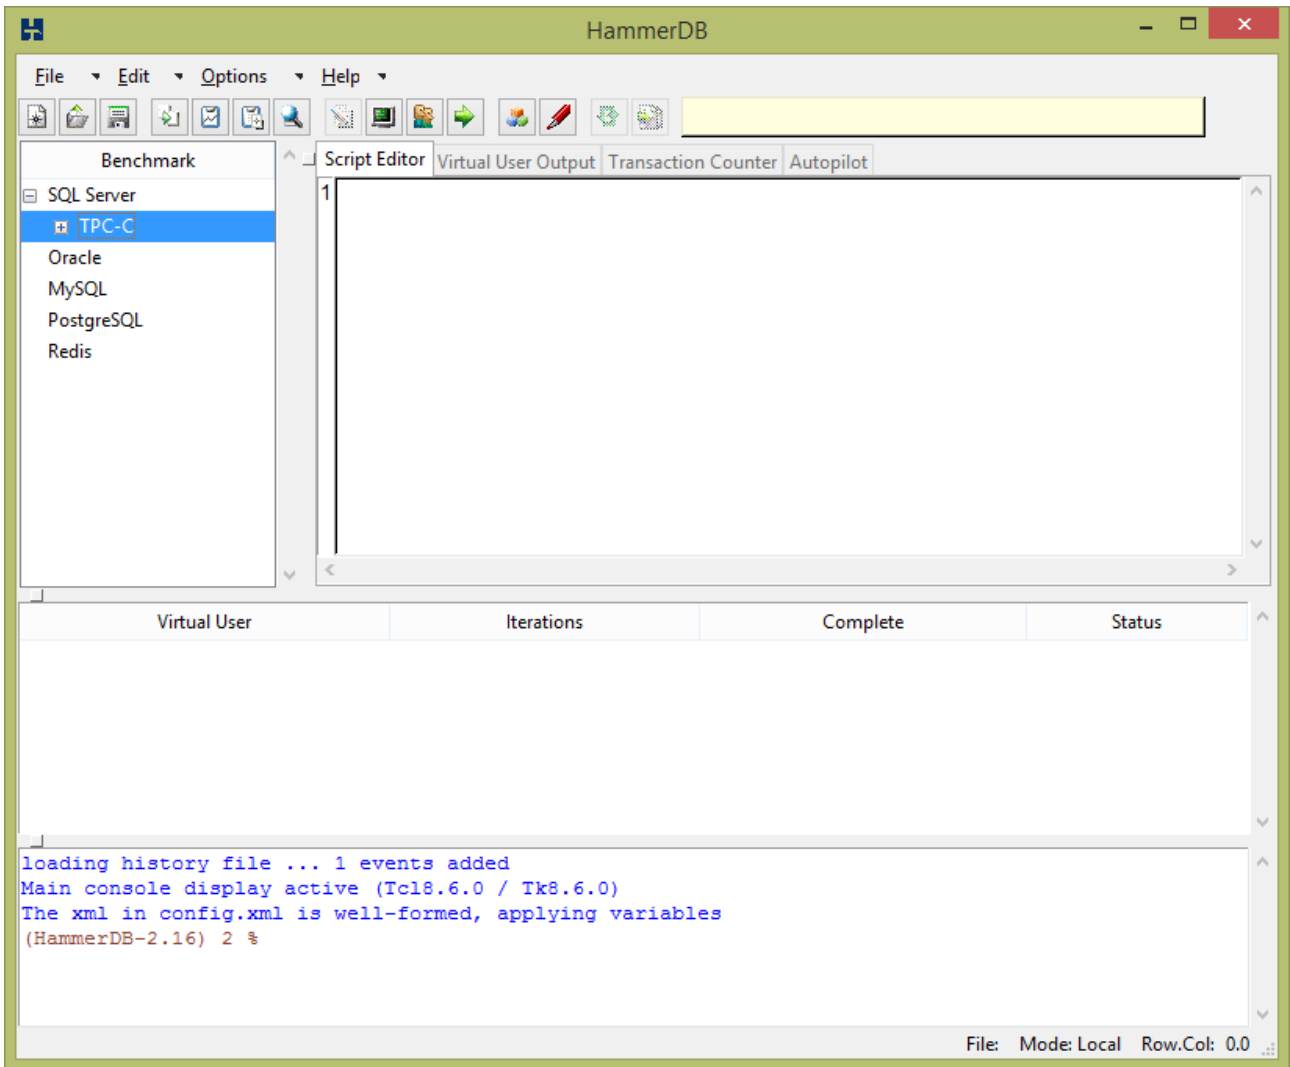 HammerDB
File Edit Options Help
Benchmark
SQL Server
TPC-C
Oracle
MySQL
PostgreSQL
Redis
Script Editor Virtual User Output Transaction Counter Autopilot
1
Virtual User Iterations Complete Status
loading history file ... 1 events added
Main console display active (Tcl8.6.0 / Tk8.6.0)
The xml in config.xml is well-formed, applying variables
(HammerDB-2.16) 2 %
File: Mode: Local Row.Col: 0.0